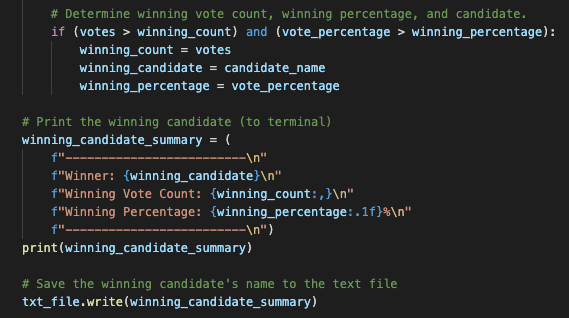 # Determine winning vote count, winning percentage, and candidate.
if (votes > winning_count) and (vote_percentage > winning_percentage):
winning_count = votes
winning_candidate = candidate_name
winning_percentage = vote_percentage
# Print the winning candidate (to terminal)
winning_candidate_summary = (
f"-------------------------\n"
f"Winner: {winning_candidate}\n"
f"Winning Vote Count: {winning_count:,}\n"
f"Winning Percentage: {winning_percentage:.1f}%\n"
f"-------------------------\n")
print(winning_candidate_summary)
# Save the winning candidate's name to the text file
txt_file.write(winning_candidate_summary)